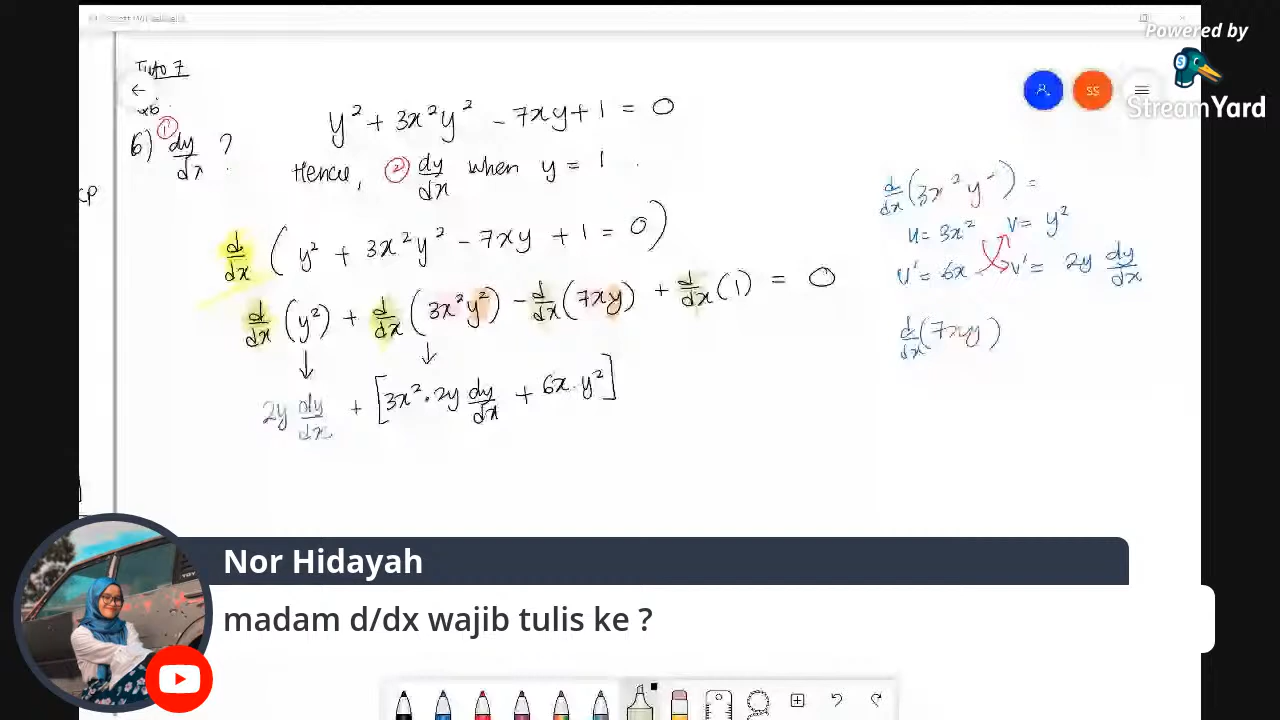 Tuto 7
←
6) ① dy/dx ?
y² + 3x²y² - 7xy + 1 = 0
Hence, ② dy/dx when y = 1 .
d/dx ( y² + 3x²y² - 7xy + 1 = 0 )
d/dx (y²) + d/dx (3x²y²) - d/dx (7xy) + d/dx (1) = 0
↓ ↓
2y dy/dx + [3x² · 2y dy/dx + 6x · y²]
d/dx (3x²y²) =
u = 3x² v = y²
u' = 6x v' = 2y dy/dx
d/dx (7xy)
CP
Powered by
StreamYard
SS
Nor Hidayah
madam d/dx wajib tulis ke ?